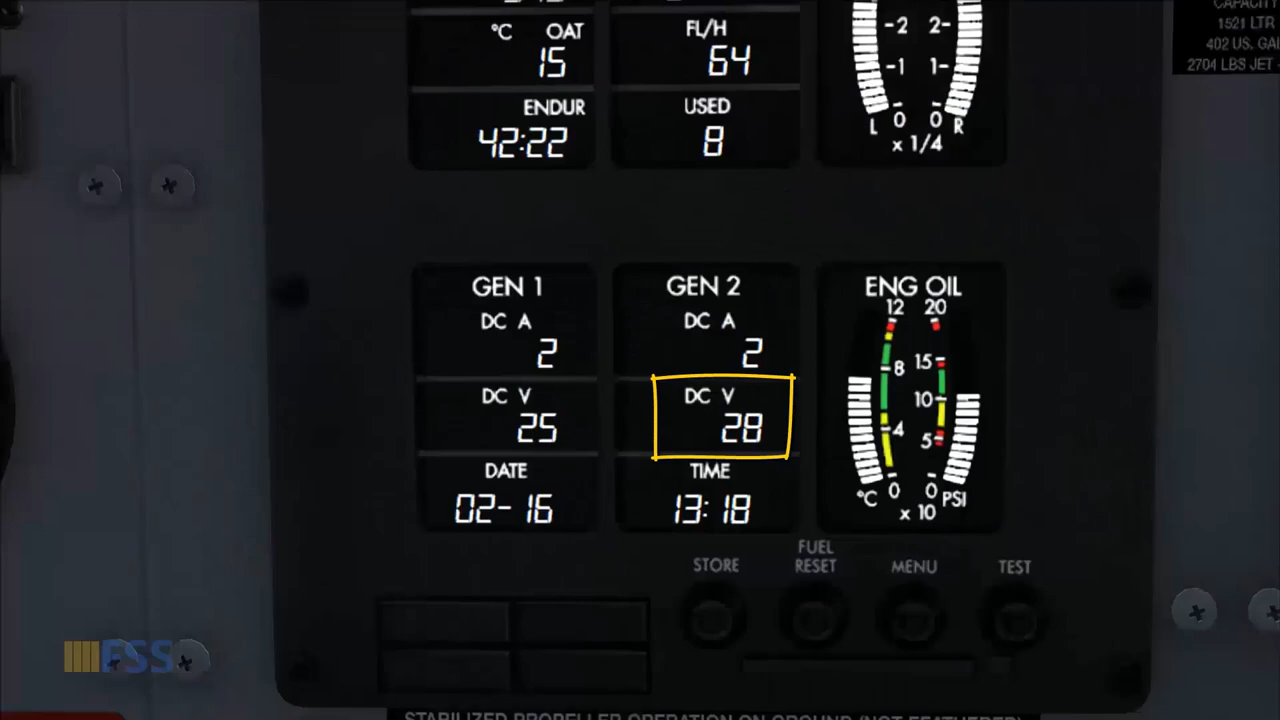 °C OAT
15
FL/H
64
ENDUR
42:22
USED
8
-2 2-
-1 1-
L 0 0 R
x 1/4
CAPACITY
1521 LTR
402 US. GAL
2704 LBS JET
GEN 1
DC A
2
DC V
25
DATE
02-16
GEN 2
DC A
2
DC V
28
TIME
13:18
ENG OIL
12 20
15
8
10
4
5
0 0
°C PSI
x 10
STORE
FUEL
RESET
MENU
TEST
FSS
STABILIZED PROPELLER OPERATION ON GROUND (NOT FEATHERED)